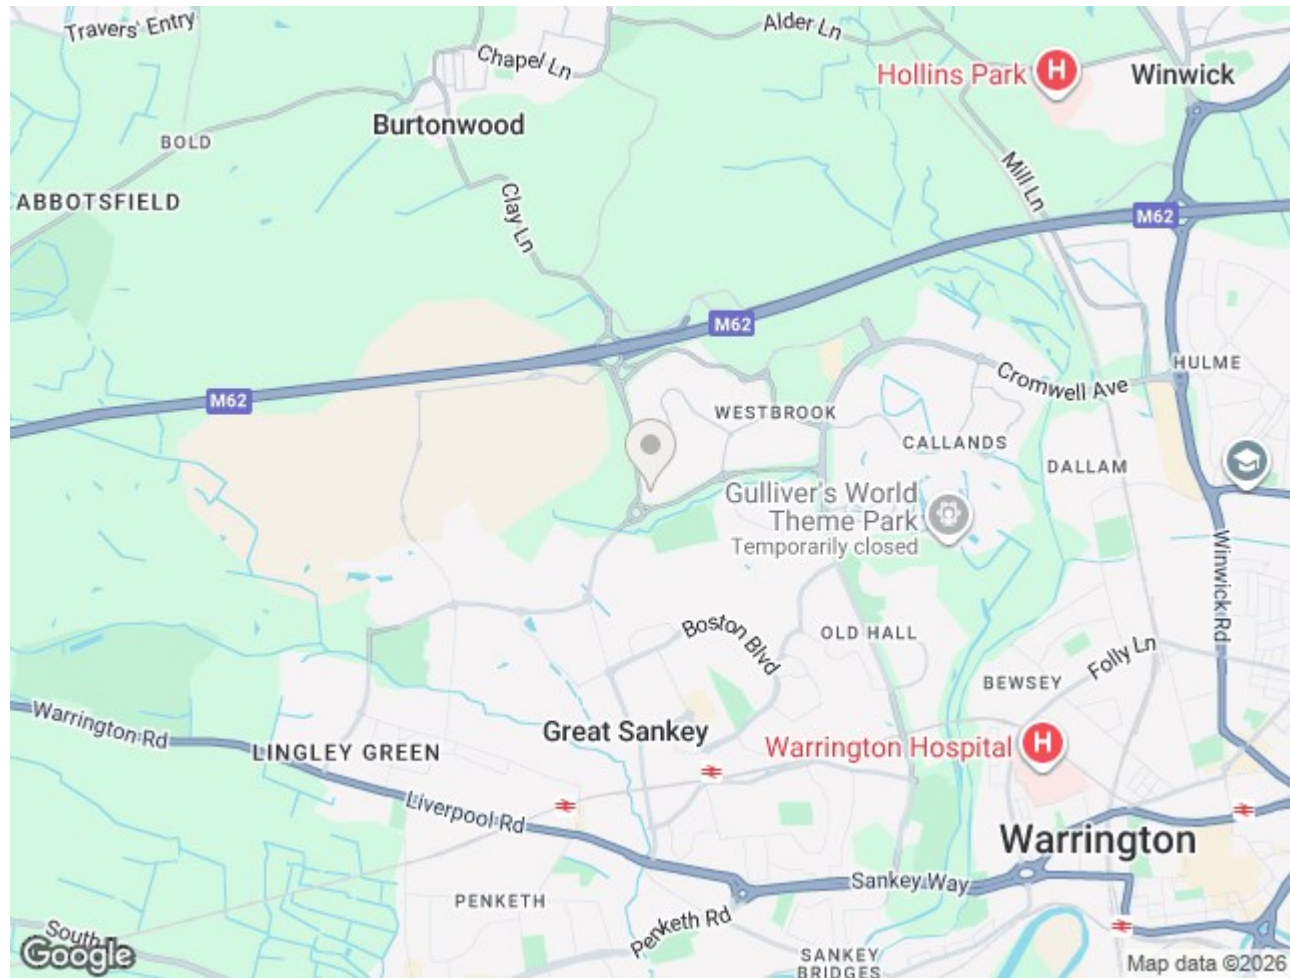 Travers' Entry
Alder Ln
Chapel Ln
Hollins Park
H
Winwick
Burtonwood
BOLD
Mill Ln
ABBOTSFIELD
Clay Ln
M62
M62
M62
HULME
Cromwell Ave
WESTBROOK
CALLANDS
DALLAM
Gulliver's World
Theme Park
Temporarily closed
Winwick Rd
Boston Blvd
OLD HALL
Folly Ln
BEWSEY
Warrington Rd
Great Sankey
LINGLEY GREEN
Warrington Hospital
H
Liverpool Rd
Warrington
Sankey Way
PENKETH
Penketh Rd
South
SANKEY
BRIDGES
Google
Map data ©2026